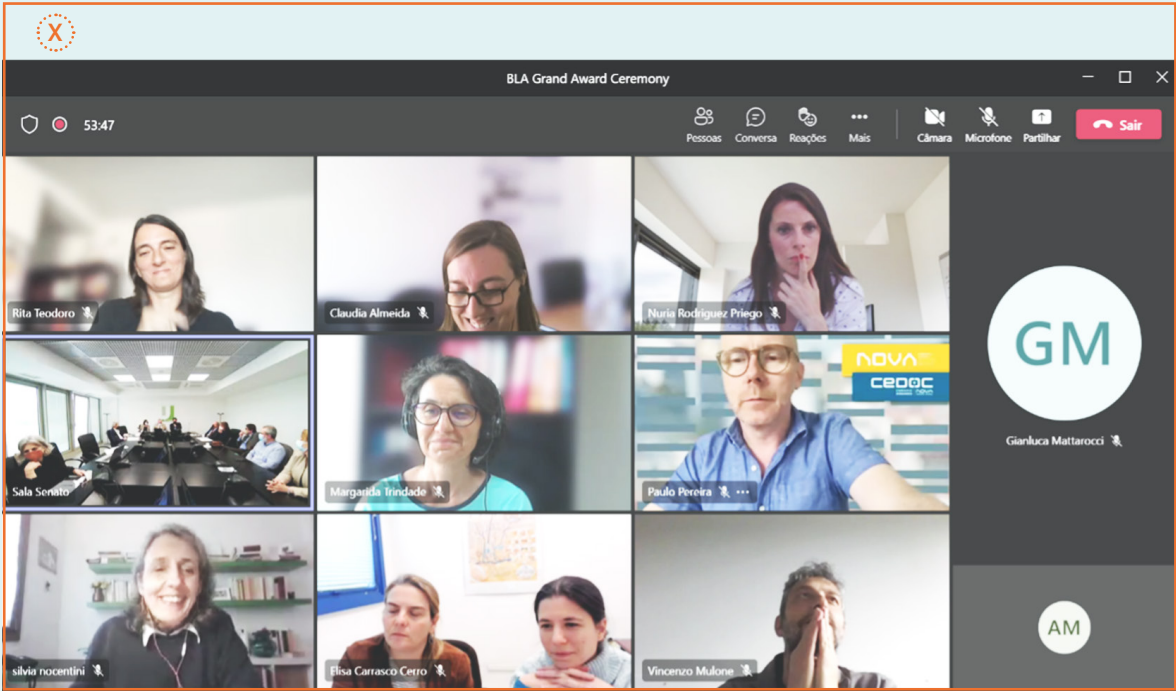 X
BLA Grand Award Ceremony
53:47
Pessoas
Conversa
Reações
Mais
Câmara
Microfone
Partilhar
Sair
Rita Teodoro
Claudia Almeida
Nuria Rodriguez Priego
GM
Gianluca Mattarocci
NOVA
CEDOC
Sala Senato
Margarida Trindade
Paulo Pereira
silvia nocentini
Elisa Carrasco Cerro
Vincenzo Mulone
AM